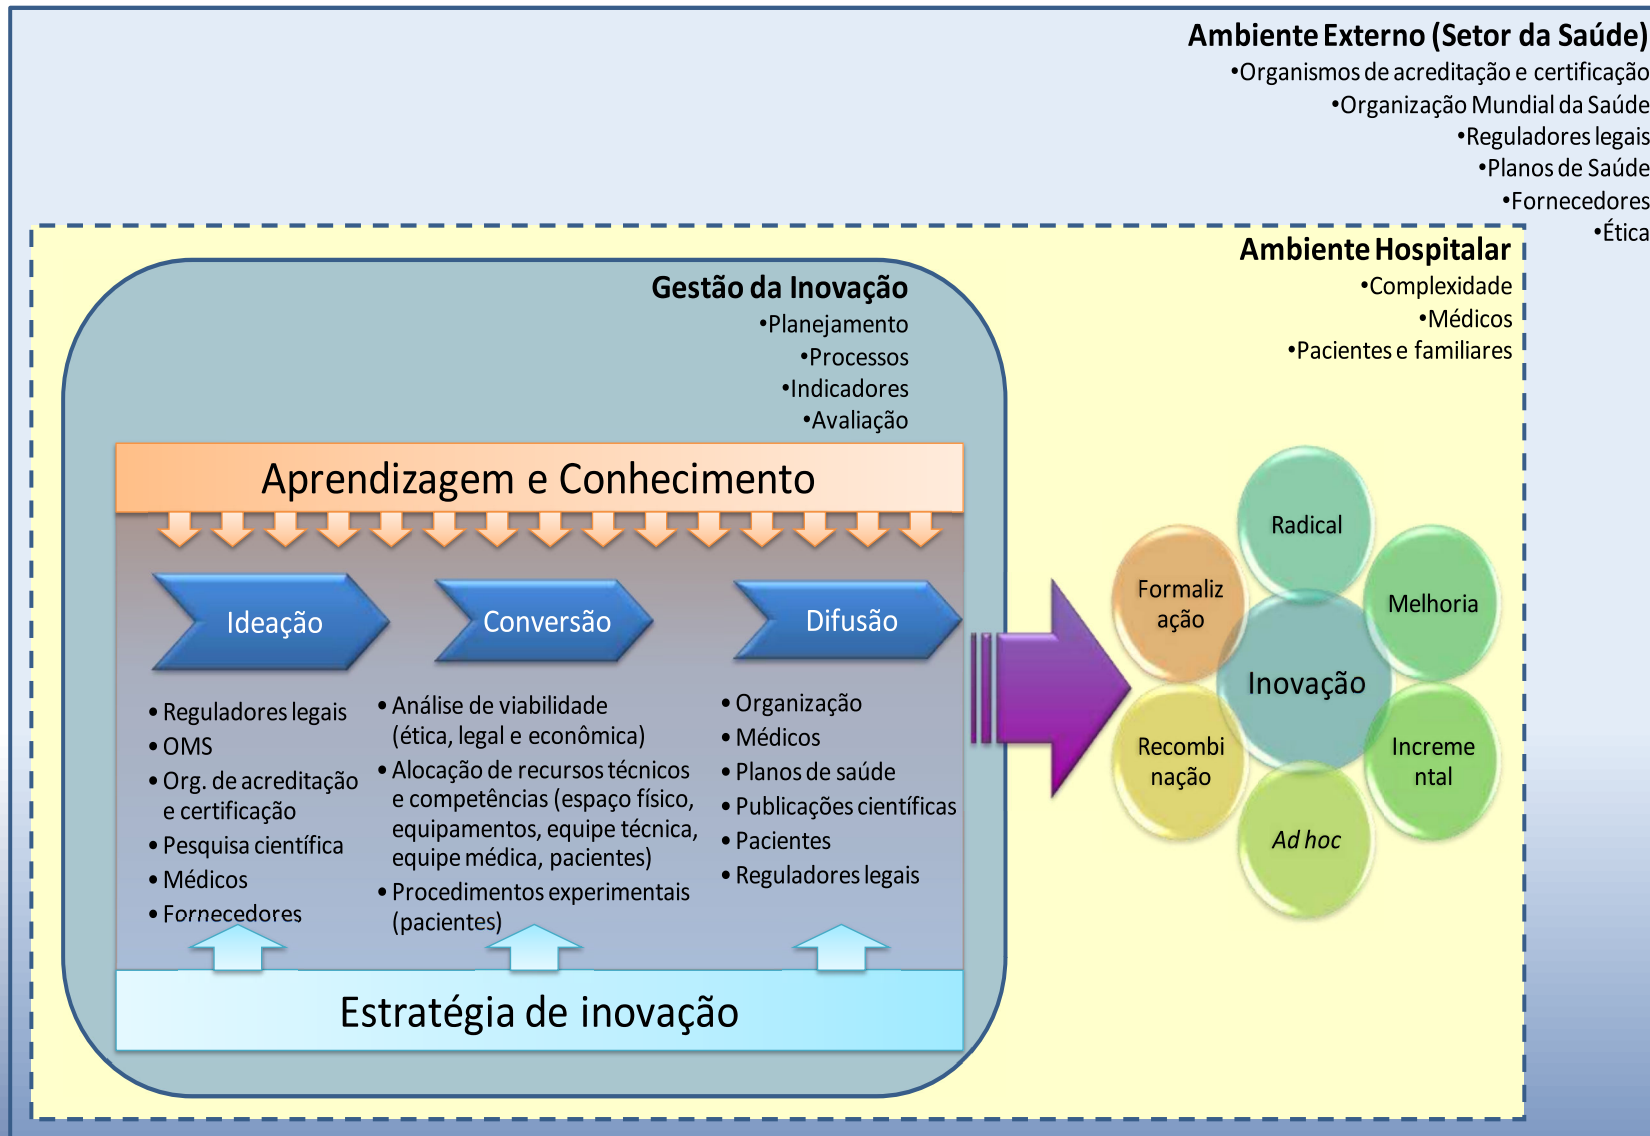 Ambiente Externo (Setor da Saúde)
•Organismos de acreditação e certificação
•Organização Mundial da Saúde
•Reguladores legais
•Planos de Saúde
•Fornecedores
•Ética
Ambiente Hospitalar
•Complexidade
•Médicos
•Pacientes e familiares
Gestão da Inovação
•Planejamento
•Processos
•Indicadores
•Avaliação
Aprendizagem e Conhecimento
Ideação
• Reguladores legais
• OMS
• Org. de acreditação
e certificação
• Pesquisa científica
• Médicos
• Fornecedores
Conversão
• Análise de viabilidade
(ética, legal e econômica)
• Alocação de recursos técnicos
e competências (espaço físico,
equipamentos, equipe técnica,
equipe médica, pacientes)
• Procedimentos experimentais
(pacientes)
Difusão
• Organização
• Médicos
• Planos de saúde
• Publicações científicas
• Pacientes
• Reguladores legais
Estratégia de inovação
Radical
Melhoria
Increme
ntal
Ad hoc
Recombi
nação
Formaliz
ação
Inovação